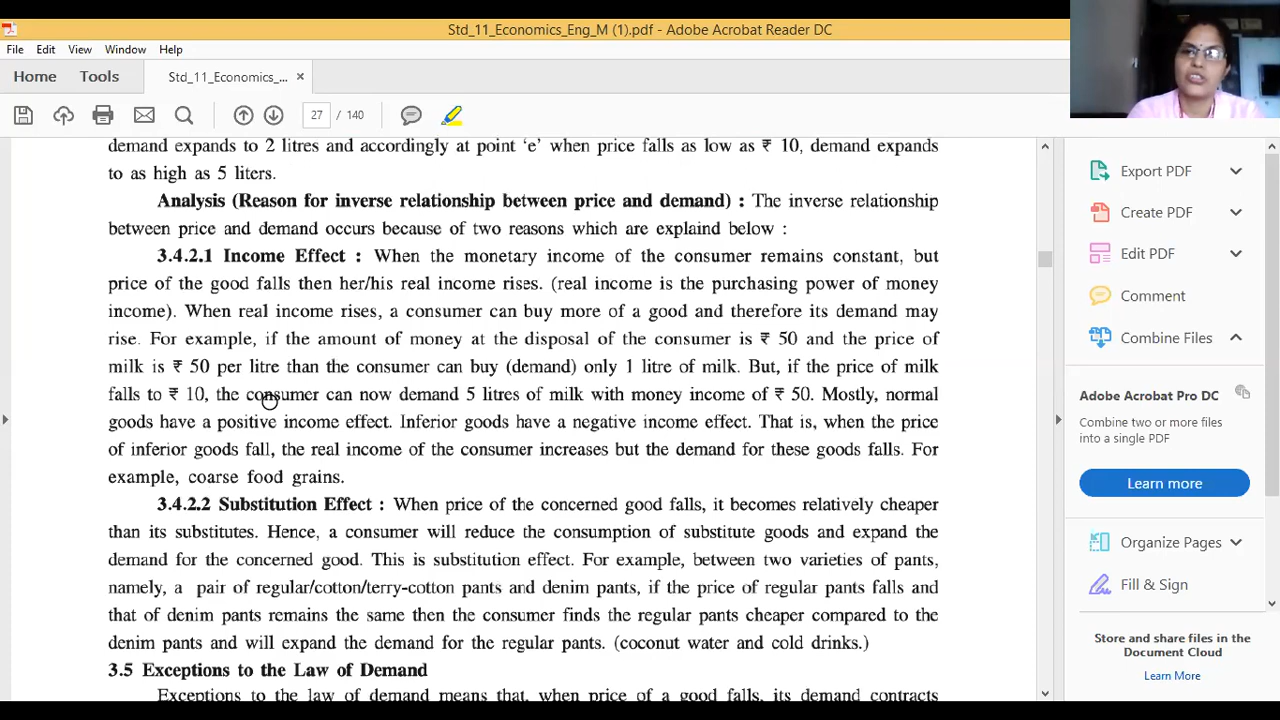 Std_11_Economics_Eng_M (1).pdf - Adobe Acrobat Reader DC
File Edit View Window Help
Home Tools Std_11_Economics_... ×
27 / 140
demand expands to 2 litres and accordingly at point ‘e’ when price falls as low as ₹ 10, demand expands
to as high as 5 liters.
Analysis (Reason for inverse relationship between price and demand) : The inverse relationship
between price and demand occurs because of two reasons which are explaind below :
3.4.2.1 Income Effect : When the monetary income of the consumer remains constant, but
price of the good falls then her/his real income rises. (real income is the purchasing power of money
income). When real income rises, a consumer can buy more of a good and therefore its demand may
rise. For example, if the amount of money at the disposal of the consumer is ₹ 50 and the price of
milk is ₹ 50 per litre than the consumer can buy (demand) only 1 litre of milk. But, if the price of milk
falls to ₹ 10, the consumer can now demand 5 litres of milk with money income of ₹ 50. Mostly, normal
goods have a positive income effect. Inferior goods have a negative income effect. That is, when the price
of inferior goods fall, the real income of the consumer increases but the demand for these goods falls. For
example, coarse food grains.
3.4.2.2 Substitution Effect : When price of the concerned good falls, it becomes relatively cheaper
than its substitutes. Hence, a consumer will reduce the consumption of substitute goods and expand the
demand for the concerned good. This is substitution effect. For example, between two varieties of pants,
namely, a pair of regular/cotton/terry-cotton pants and denim pants, if the price of regular pants falls and
that of denim pants remains the same then the consumer finds the regular pants cheaper compared to the
denim pants and will expand the demand for the regular pants. (coconut water and cold drinks.)
3.5 Exceptions to the Law of Demand
Exceptions to the law of demand means that, when price of a good falls, its demand contracts
Export PDF
Create PDF
Edit PDF
Comment
Combine Files
Adobe Acrobat Pro DC
Combine two or more files
into a single PDF
Learn more
Organize Pages
Fill & Sign
Store and share files in the
Document Cloud
Learn More